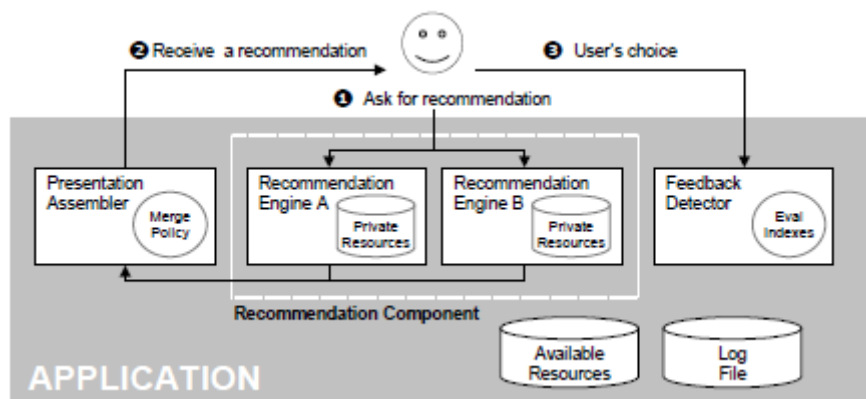 ❷ Receive a recommendation
❸ User's choice
❶ Ask for recommendation
Presentation
Assembler
Merge
Policy
Recommendation
Engine A
Private
Resources
Recommendation
Engine B
Private
Resources
Feedback
Detector
Eval
Indexes
Recommendation Component
Available
Resources
Log
File
APPLICATION